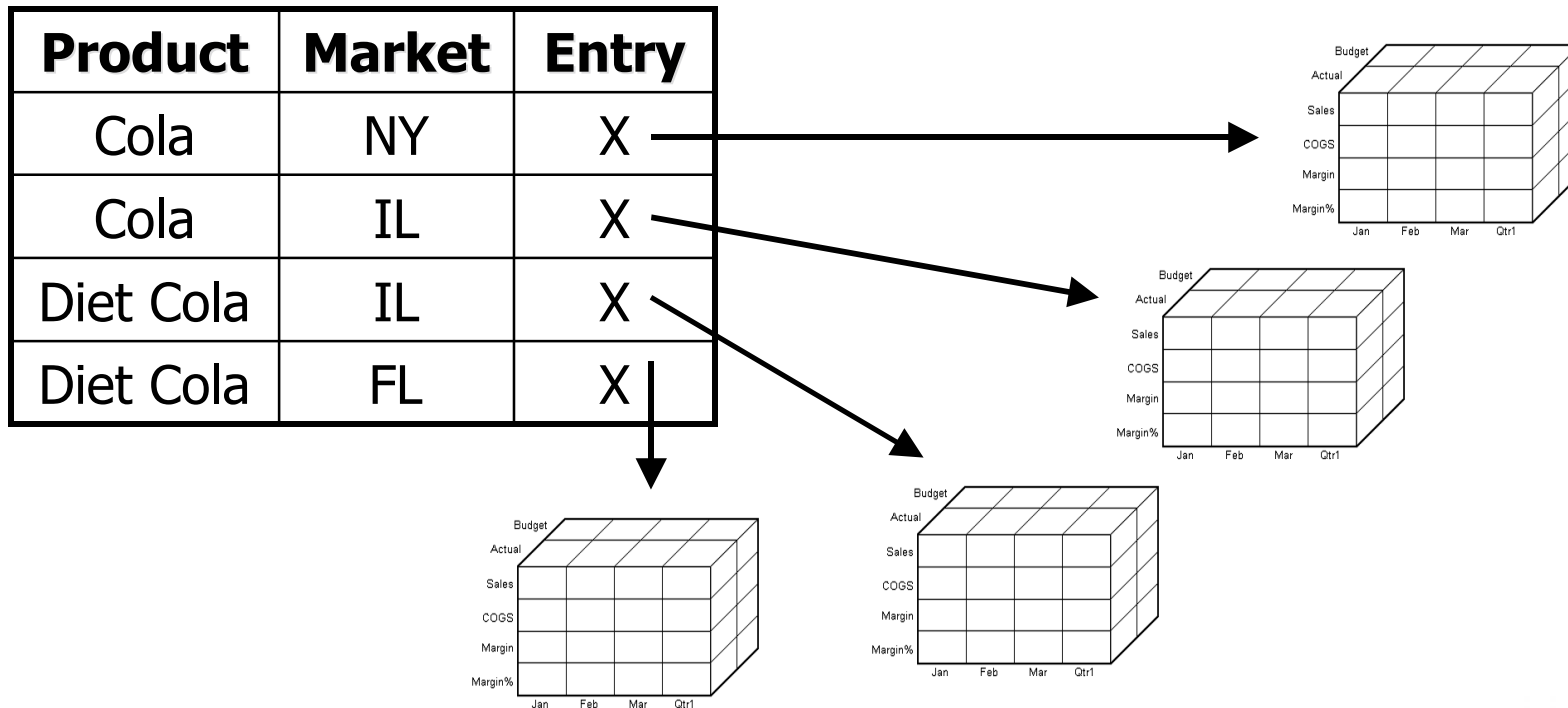 Product Market Entry
Cola NY X
Cola IL X
Diet Cola IL X
Diet Cola FL X
Budget
Actual
Sales
COGS
Margin
Margin%
Jan Feb Mar Qtr1
Budget
Actual
Sales
COGS
Margin
Margin%
Jan Feb Mar Qtr1
Budget
Actual
Sales
COGS
Margin
Margin%
Jan Feb Mar Qtr1
Budget
Actual
Sales
COGS
Margin
Margin%
Jan Feb Mar Qtr1